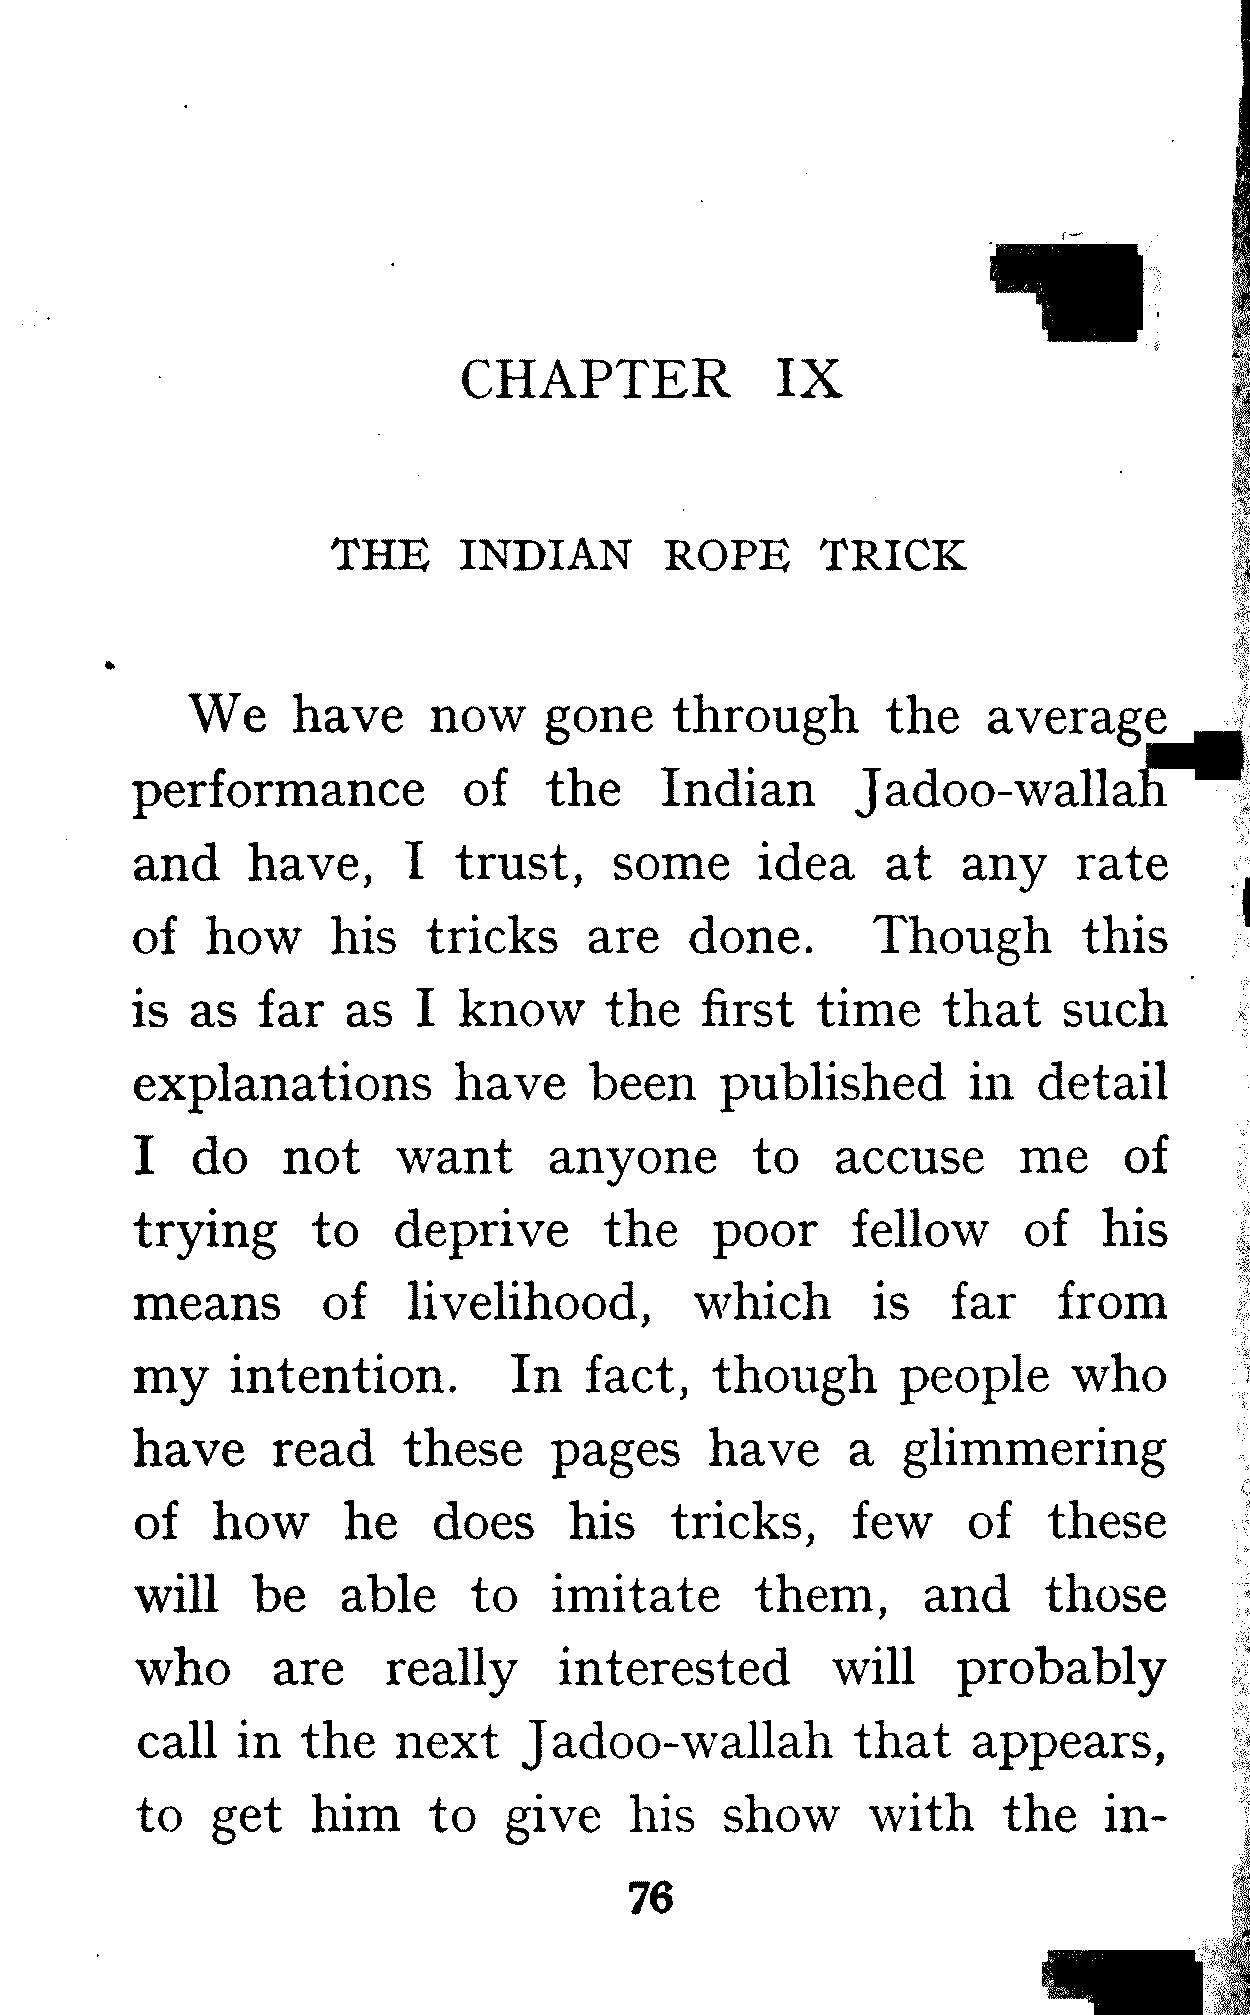 CHAPTER IX
THE INDIAN ROPE TRICK
We have now gone through the average
performance of the Indian Jadoo-wallah
and have, I trust, some idea at any rate
of how his tricks are done. Though this
is as far as I know the first time that such
explanations have been published in detail
I do not want anyone to accuse me of
trying to deprive the poor fellow of his
means of livelihood, which is far from
my intention. In fact, though people who
have read these pages have a glimmering
of how he does his tricks, few of these
will be able to imitate them, and those
who are really interested will probably
call in the next Jadoo-wallah that appears,
to get him to give his show with the in-
76